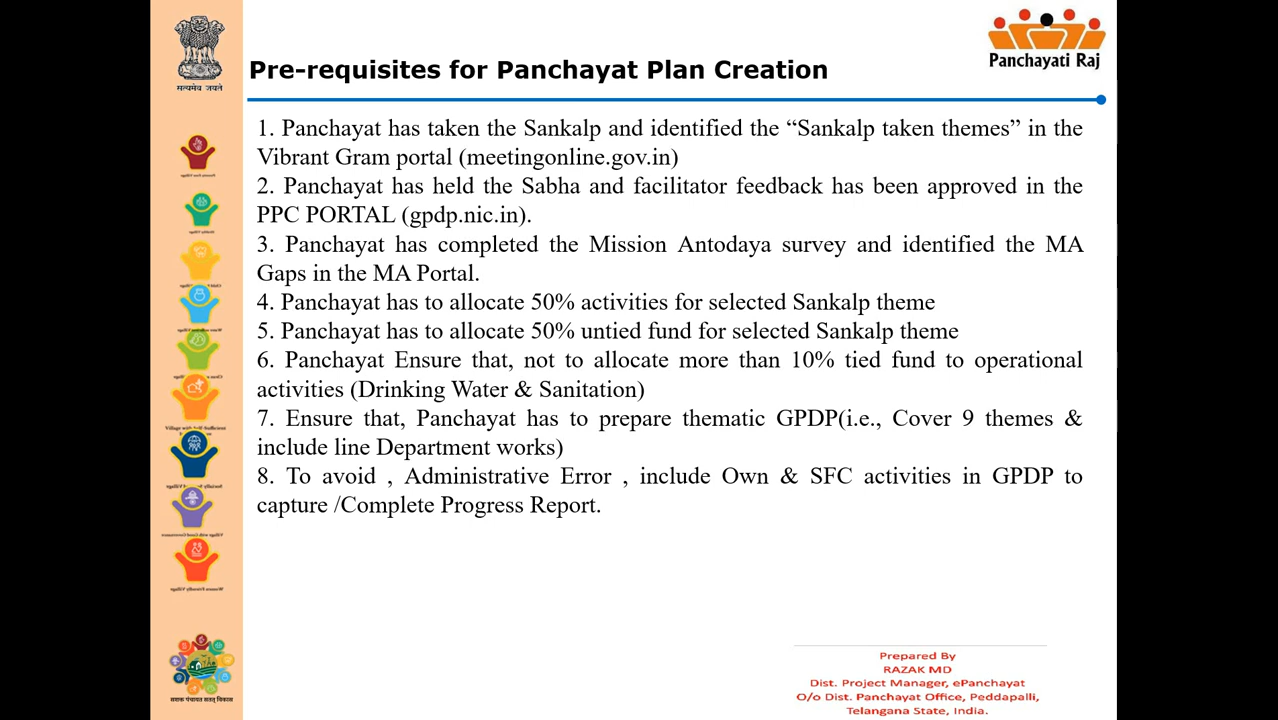 सत्यमेव जयते
Panchayati Raj
Pre-requisites for Panchayat Plan Creation
1. Panchayat has taken the Sankalp and identified the “Sankalp taken themes” in the
Vibrant Gram portal (meetingonline.gov.in)
2. Panchayat has held the Sabha and facilitator feedback has been approved in the
PPC PORTAL (gpdp.nic.in).
3. Panchayat has completed the Mission Antodaya survey and identified the MA
Gaps in the MA Portal.
4. Panchayat has to allocate 50% activities for selected Sankalp theme
5. Panchayat has to allocate 50% untied fund for selected Sankalp theme
6. Panchayat Ensure that, not to allocate more than 10% tied fund to operational
activities (Drinking Water & Sanitation)
7. Ensure that, Panchayat has to prepare thematic GPDP(i.e., Cover 9 themes &
include line Department works)
8. To avoid , Administrative Error , include Own & SFC activities in GPDP to
capture /Complete Progress Report.
सशक्त पंचायत सतत् विकास
Prepared By
RAZAK MD
Dist. Project Manager, ePanchayat
O/o Dist. Panchayat Office, Peddapalli,
Telangana State, India.